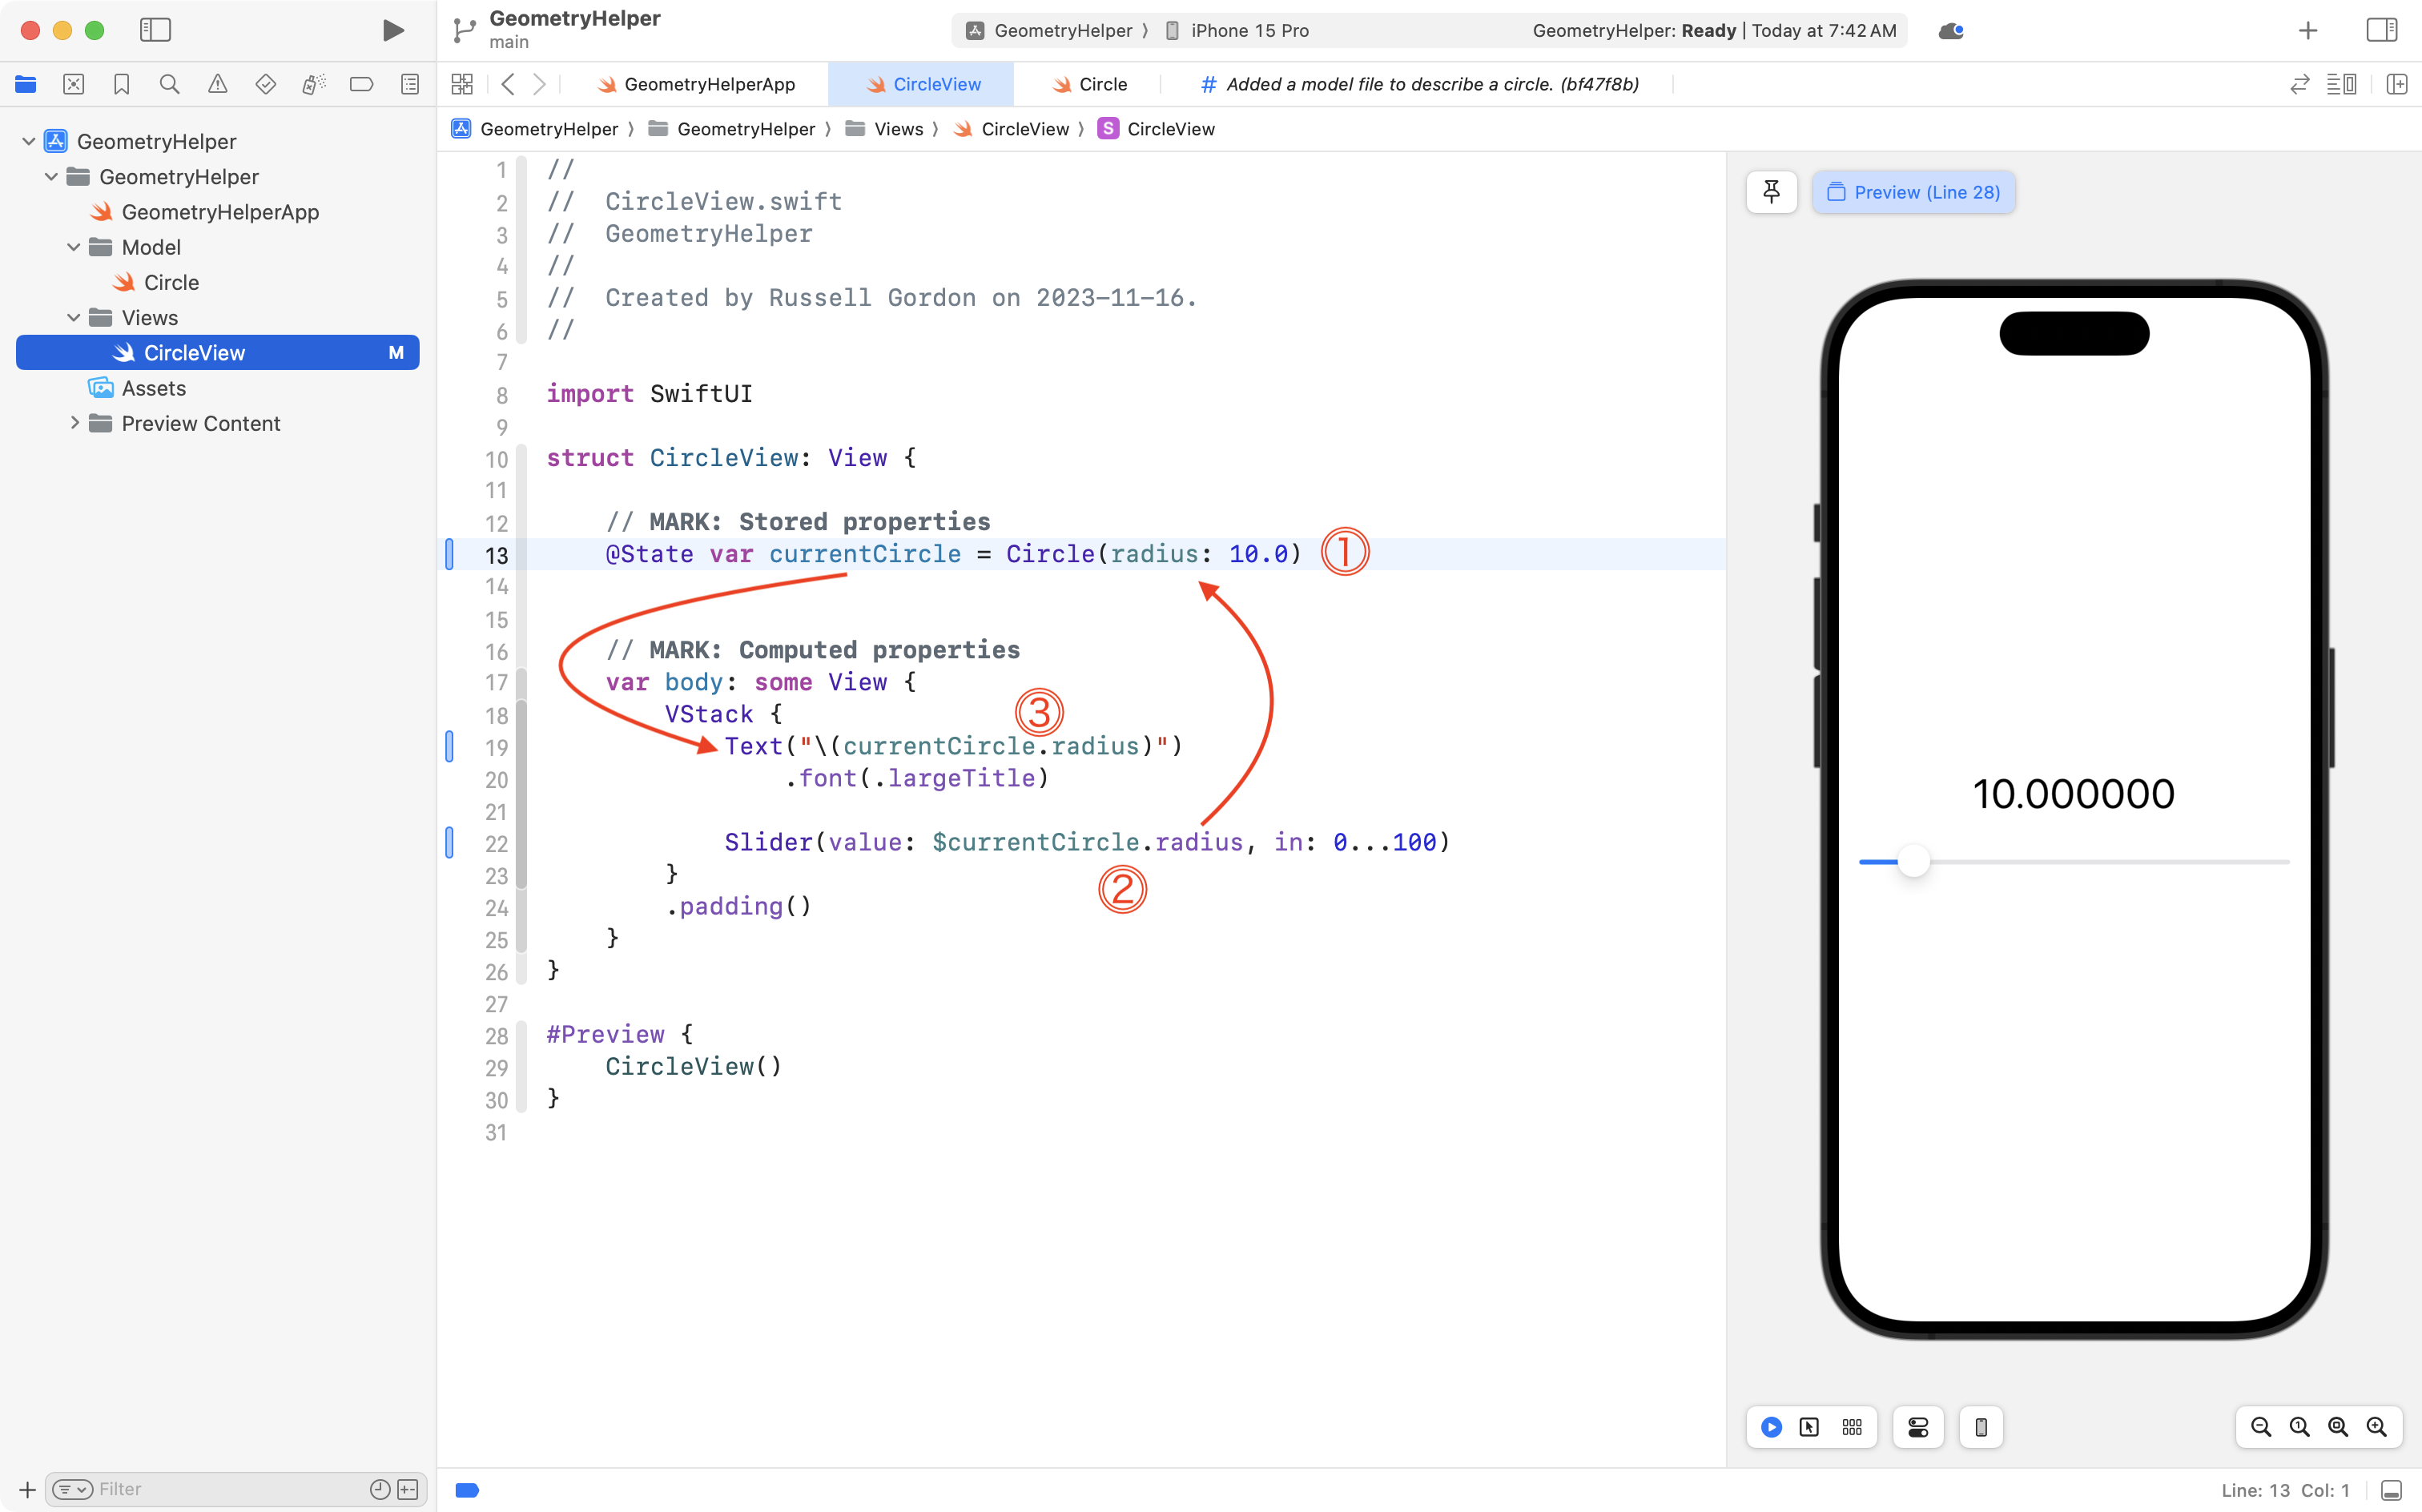 GeometryHelper
main
GeometryHelper ⟩ iPhone 15 Pro
GeometryHelper: Ready | Today at 7:42 AM
GeometryHelperApp
CircleView
Circle
# Added a model file to describe a circle. (bf47f8b)
GeometryHelper ⟩ GeometryHelper ⟩ Views ⟩ CircleView ⟩ S CircleView
GeometryHelper
GeometryHelper
GeometryHelperApp
Model
Circle
Views
CircleView M
Assets
Preview Content
1 //
2 //  CircleView.swift
3 //  GeometryHelper
4 //
5 //  Created by Russell Gordon on 2023-11-16.
6 //
7
8 import SwiftUI
9
10 struct CircleView: View {
11
12     // MARK: Stored properties
13     @State var currentCircle = Circle(radius: 10.0) ①
14
15
16     // MARK: Computed properties
17     var body: some View {
18         VStack { ③
19             Text("\(currentCircle.radius)")
20                 .font(.largeTitle)
21
22             Slider(value: $currentCircle.radius, in: 0...100)
23         } ②
24         .padding()
25     }
26 }
27
28 #Preview {
29     CircleView()
30 }
31
Preview (Line 28)
10.000000
Filter
Line: 13 Col: 1